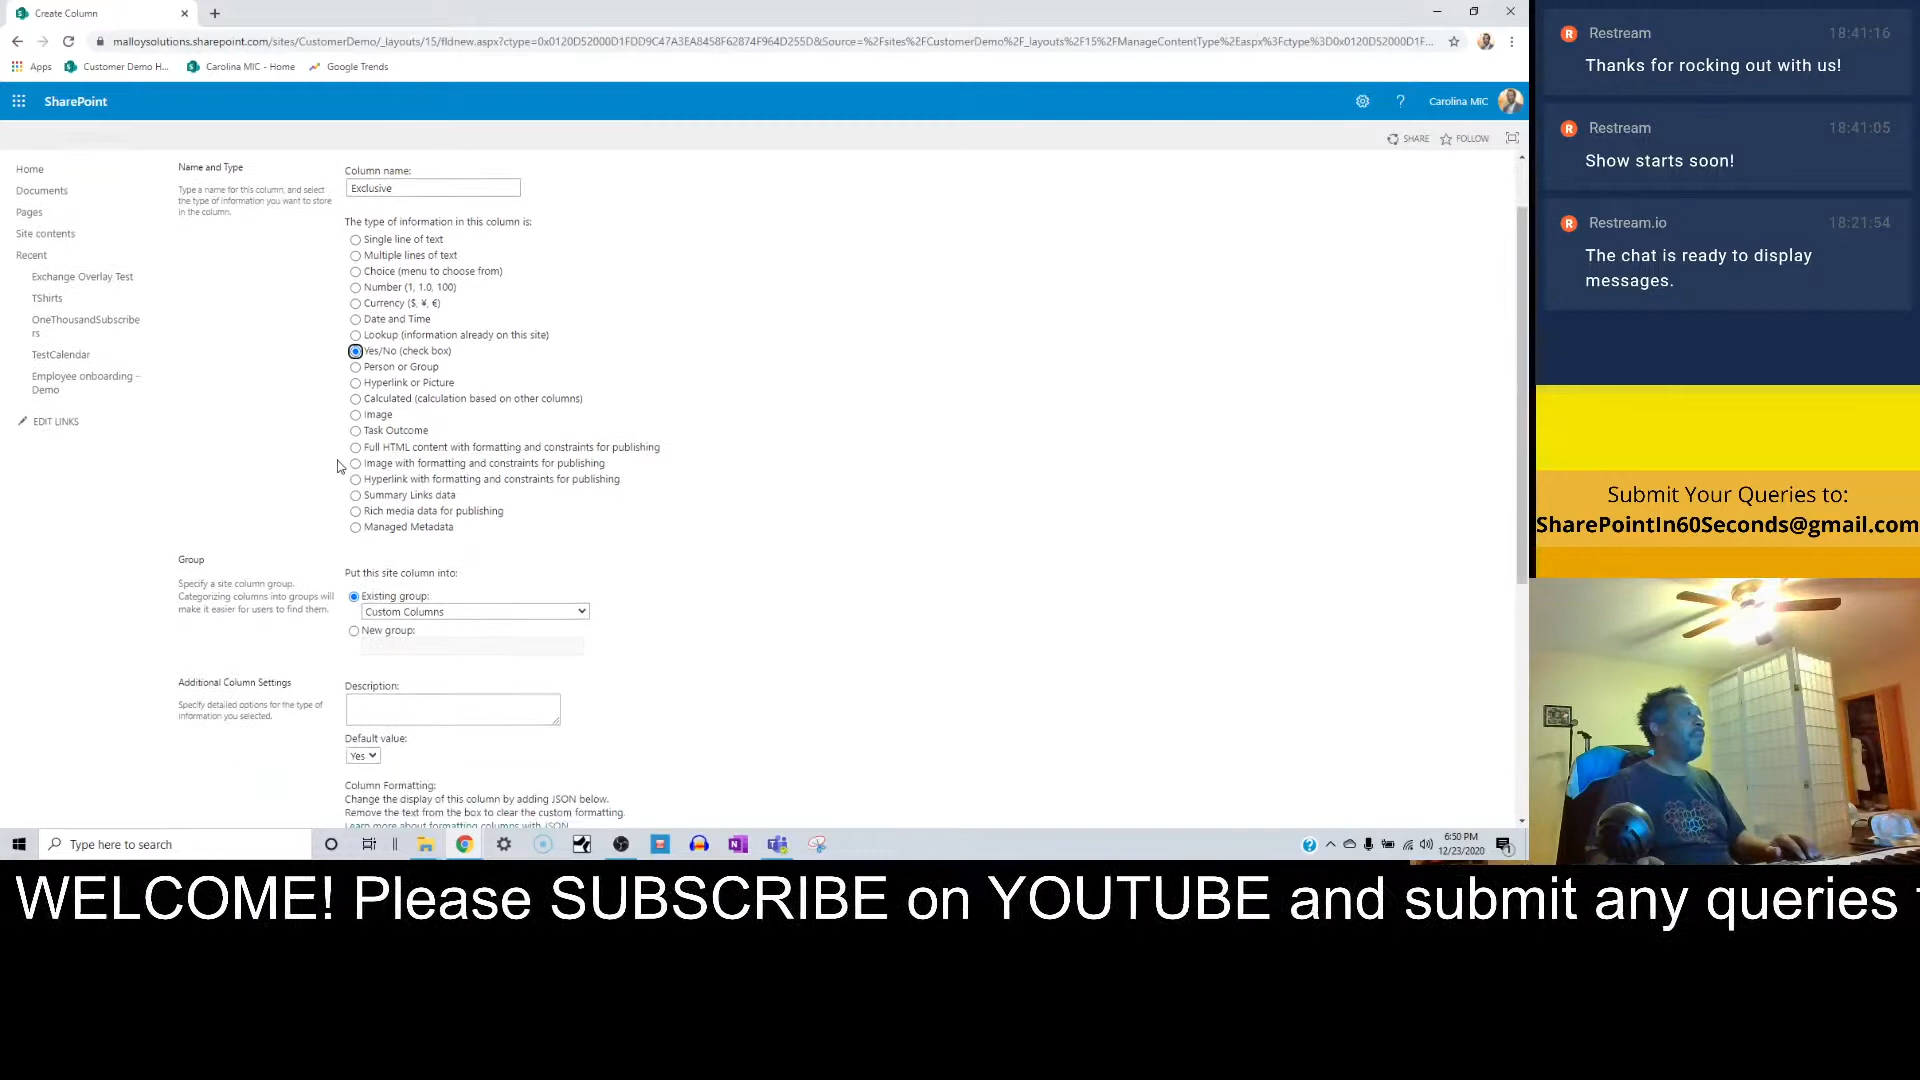 Create Column
malloysolutions.sharepoint.com/sites/CustomerDemo/_layouts/15/fldnew.aspx?ctype=0x0120D52000D1FDD9C47A3EA8458F62874F964D255D&Source=%2Fsites%2FCustomerDemo%2F_layouts%2F15%2FManageContentType%2Easpx%3Fctype%3D0x0120D52000D1F...
Apps
Customer Demo H...
Carolina MIC - Home
Google Trends
SharePoint
Carolina MIC
SHARE
FOLLOW
Home
Documents
Pages
Site contents
Recent
Exchange Overlay Test
TShirts
OneThousandSubscribe
rs
TestCalendar
Employee onboarding –
Demo
EDIT LINKS
Name and Type
Type a name for this column, and select
the type of information you want to store
in the column.
Column name:
Exclusive
The type of information in this column is:
Single line of text
Multiple lines of text
Choice (menu to choose from)
Number (1, 1.0, 100)
Currency ($, ¥, €)
Date and Time
Lookup (information already on this site)
Yes/No (check box)
Person or Group
Hyperlink or Picture
Calculated (calculation based on other columns)
Image
Task Outcome
Full HTML content with formatting and constraints for publishing
Image with formatting and constraints for publishing
Hyperlink with formatting and constraints for publishing
Summary Links data
Rich media data for publishing
Managed Metadata
Group
Specify a site column group.
Categorizing columns into groups will
make it easier for users to find them.
Put this site column into:
Existing group:
Custom Columns
New group:
Additional Column Settings
Specify detailed options for the type of
information you selected.
Description:
Default value:
Yes
Column Formatting:
Change the display of this column by adding JSON below.
Remove the text from the box to clear the custom formatting.
Learn more about formatting columns with JSON
Type here to search
6:50 PM
12/23/2020
Restream 18:41:16
Thanks for rocking out with us!
Restream 18:41:05
Show starts soon!
Restream.io 18:21:54
The chat is ready to display
messages.
Submit Your Queries to:
SharePointIn60Seconds@gmail.com
WELCOME! Please SUBSCRIBE on YOUTUBE and submit any queries